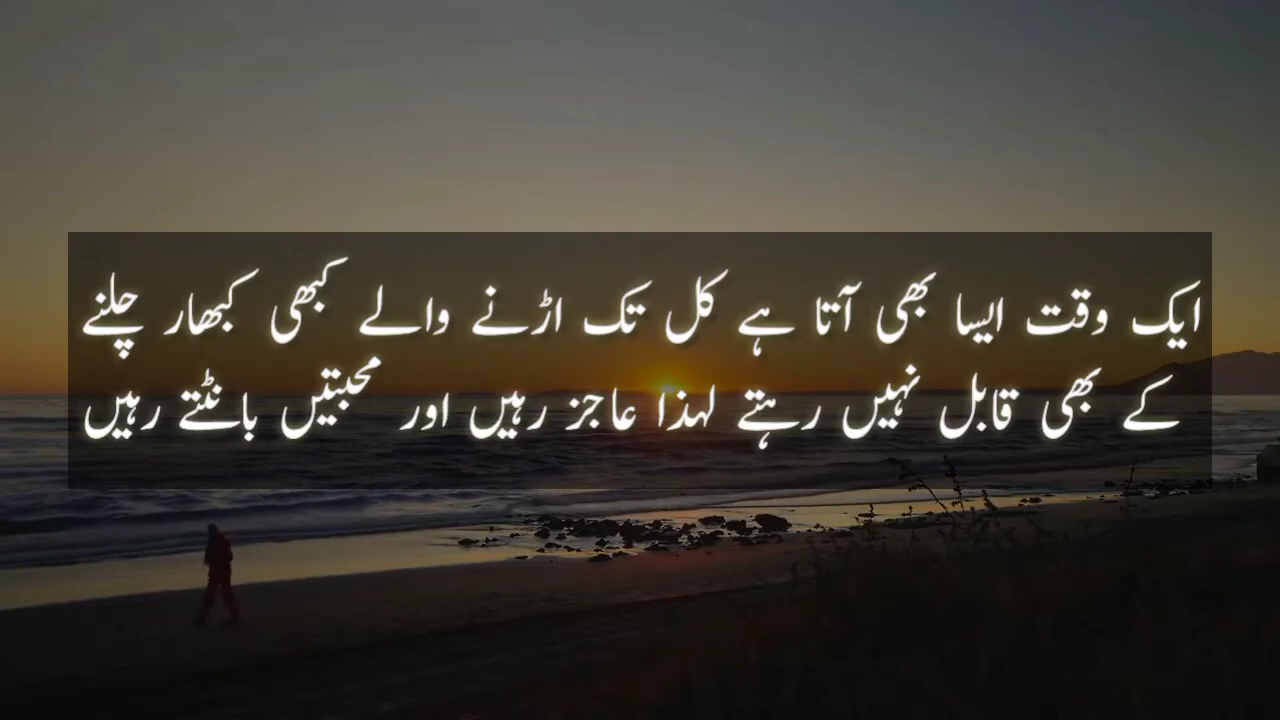 ایک وقت ایسا بھی آتا ہے کل تک اڑنے والے کبھی کبھار چلنے
کے بھی قابل نہیں رہتے لہذا عاجز رہیں اور محبتیں بانٹتے رہیں